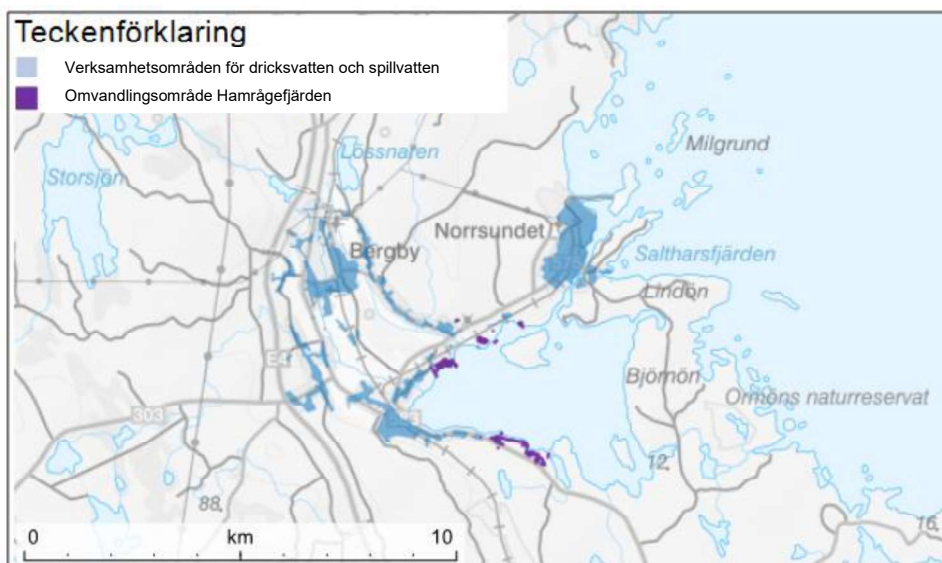 Teckenförklaring
Verksamhetsområden för dricksvatten och spillvatten
Omvandlingsområde Hamrågefjärden
Milgrund
Lössnaren
Storsjön
Norrsundet
Bergby
Saltharsfjärden
Lindön
E4
Björnön
Ormöns naturreservat
303
12
88
16
0 km 10